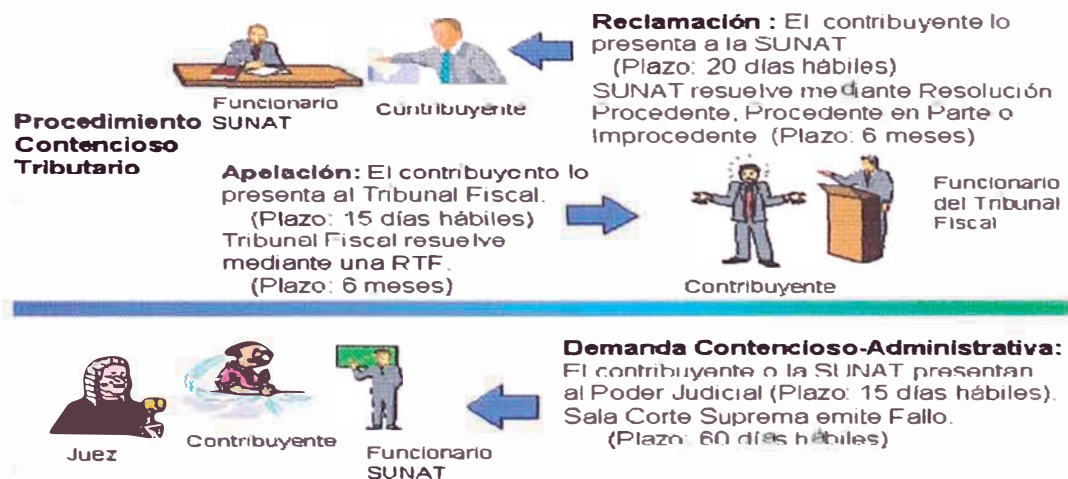 Reclamación : El contribuyente lo
presenta a la SUNAT
(Plazo: 20 días hábiles)
SUNAT resuelve mediante Resolución
Procedente, Procedente en Parte o
Improcedente (Plazo: 6 meses)
Funcionario
SUNAT
Contribuyente
Procedimiento
Contencioso
Tributario
Apelación: El contribuyento lo
presenta al Tribunal Fiscal.
(Plazo: 15 días hábiles)
Tribunal Fiscal resuelve
mediante una RTF.
(Plazo: 6 meses)
Funcionario
del Tribunal
Fiscal
Contribuyente
Demanda Contencioso-Administrativa:
El contribuyente o la SUNAT presentan
al Poder Judicial (Plazo: 15 días hábiles).
Sala Corte Suprema emite Fallo.
(Plazo: 60 días hábiles)
Juez
Contribuyente
Funcionario
SUNAT